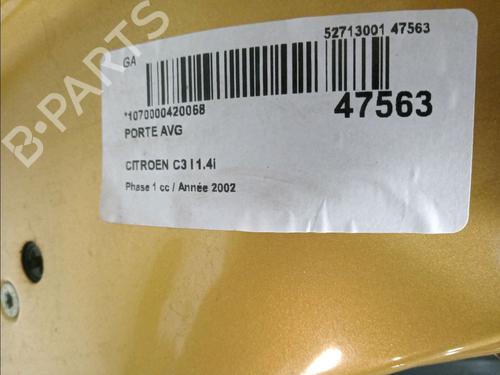 B-PARTS
GA
52713001 47563
*1070000420068
47563
PORTE AVG
CITROEN C3 I 1.4i
Phase 1 cc / Année 2002